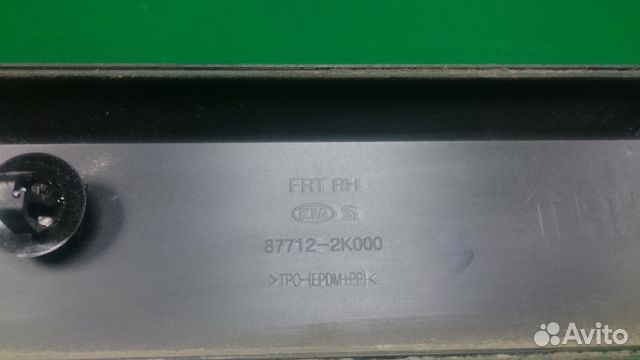 FRT RH
KIA
87712-2K000
>TPO-(EPDM+PP)<
Avito